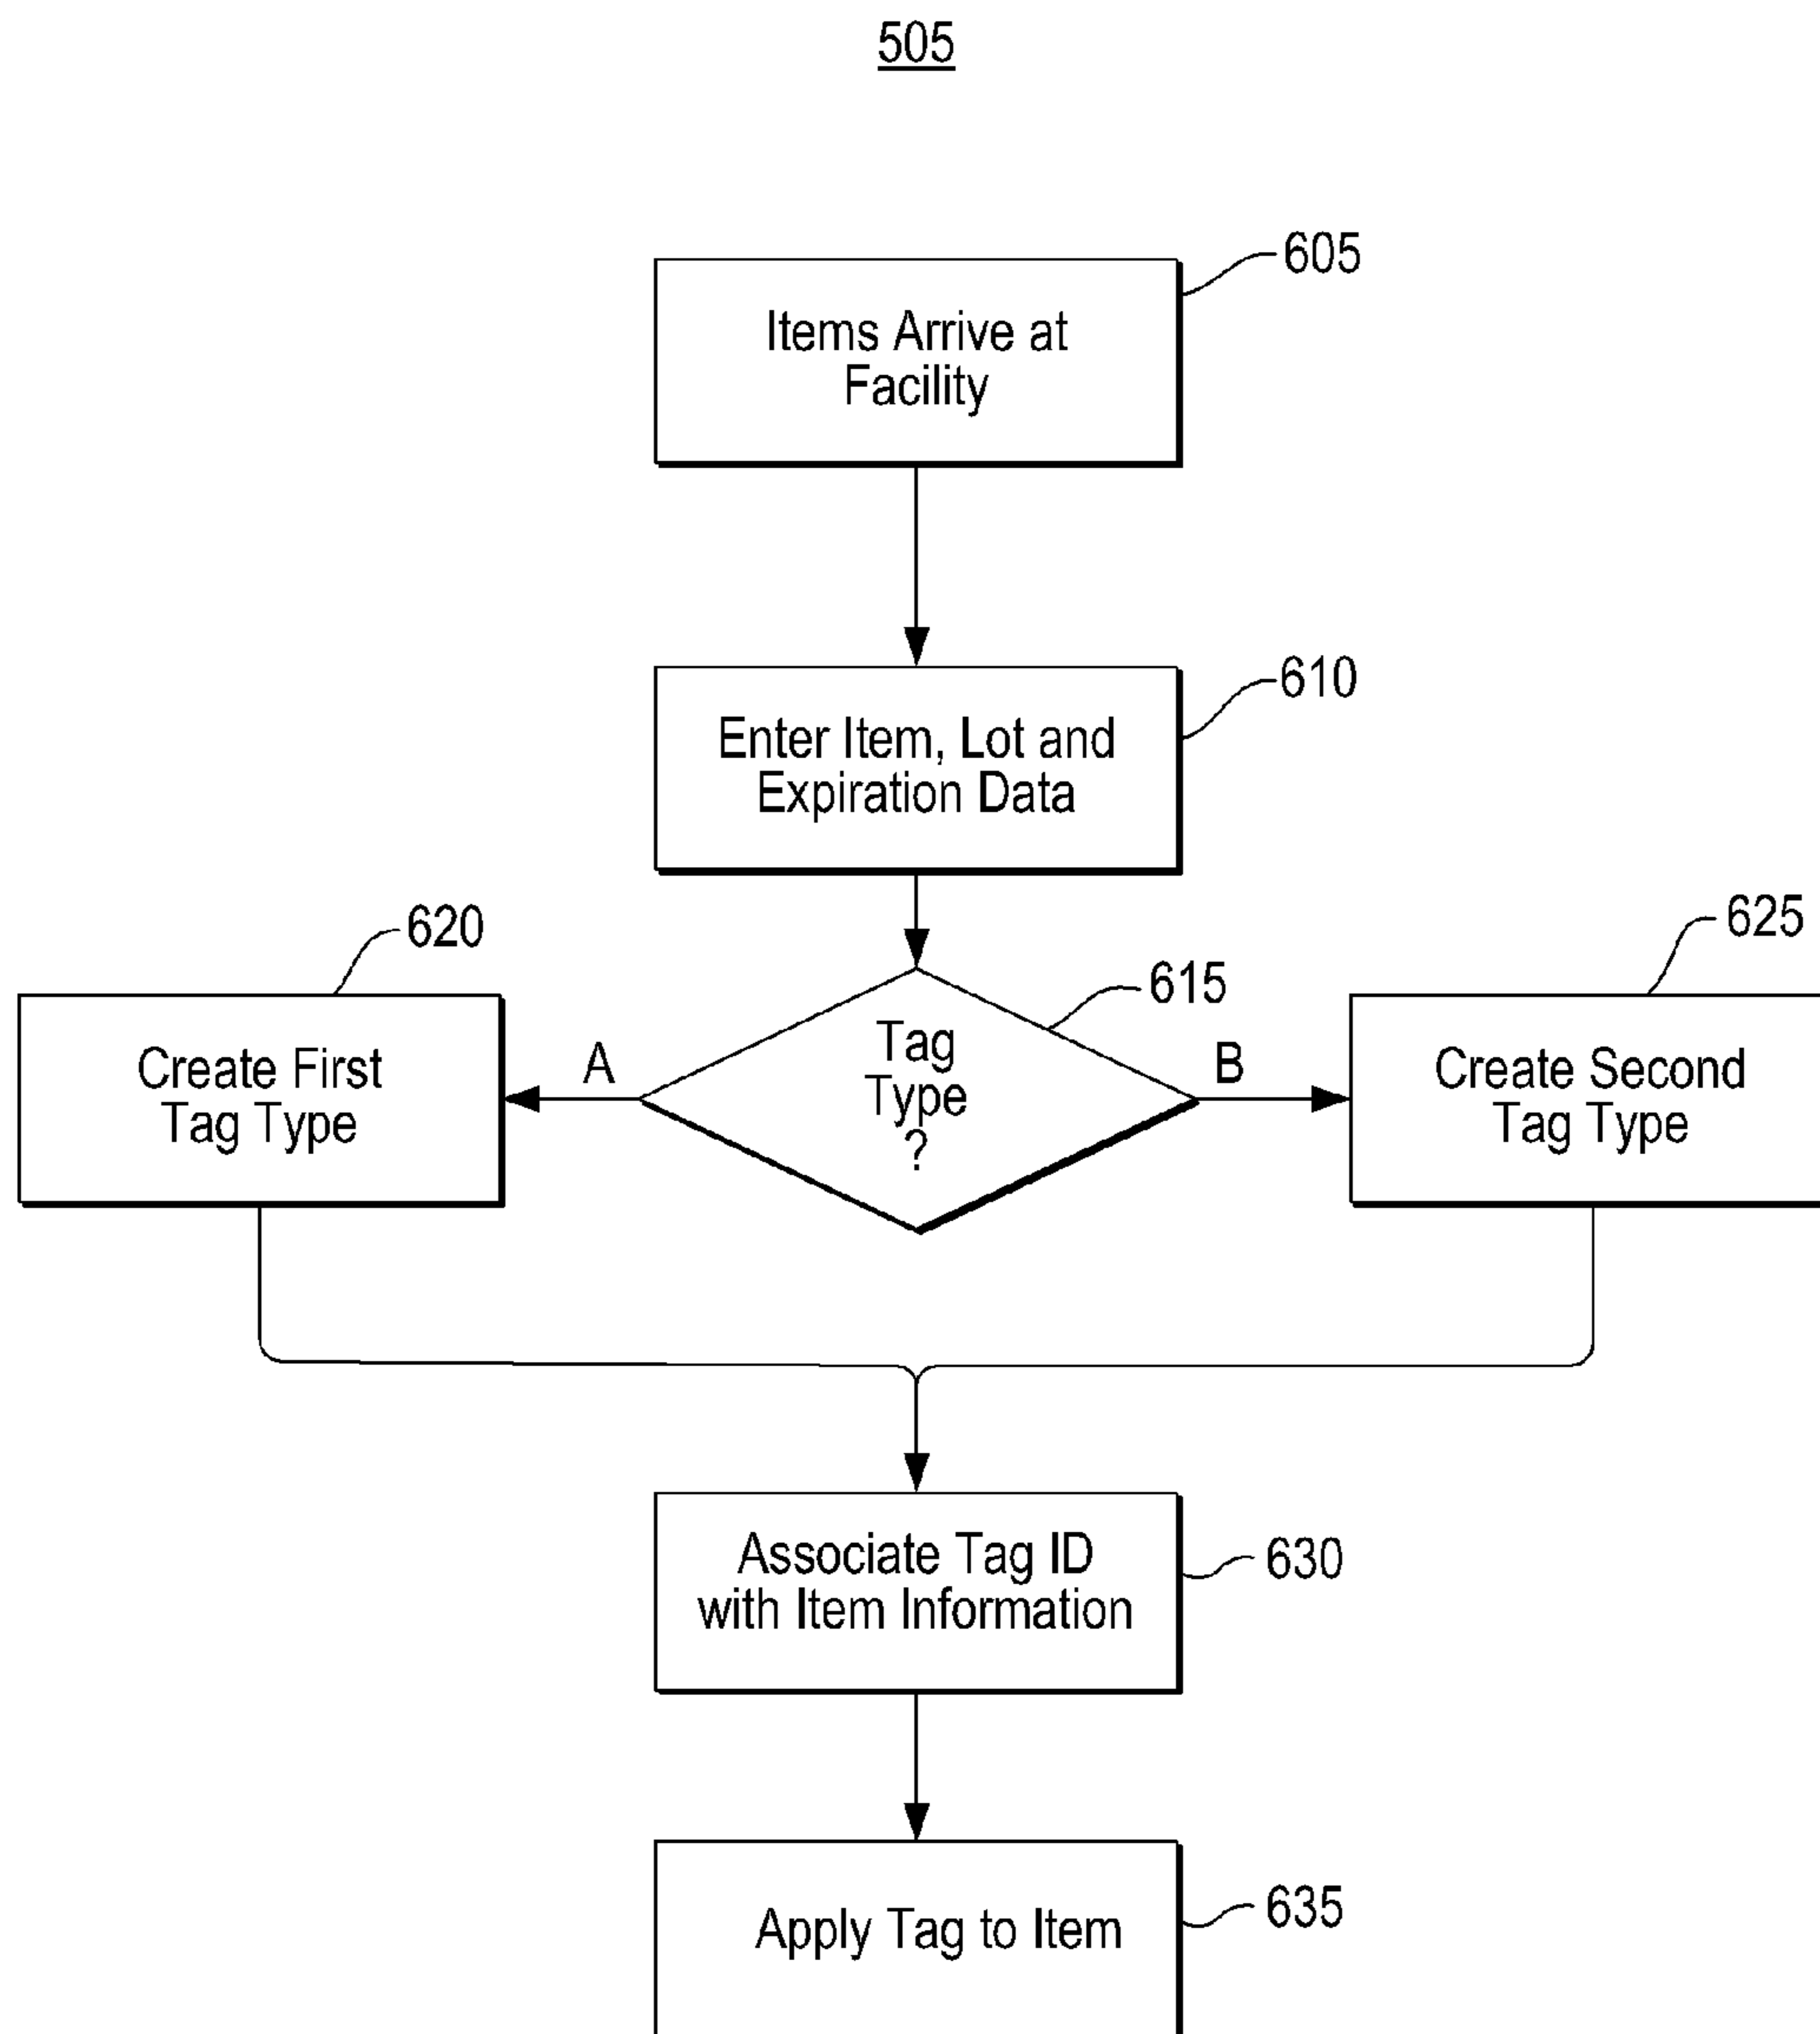 505
605
Items Arrive at
Facility
610
Enter Item, Lot and
Expiration Data
620
625
615
Create First
Tag Type
A
Tag
Type
?
B
Create Second
Tag Type
Associate Tag ID
with Item Information
630
Apply Tag to Item
635